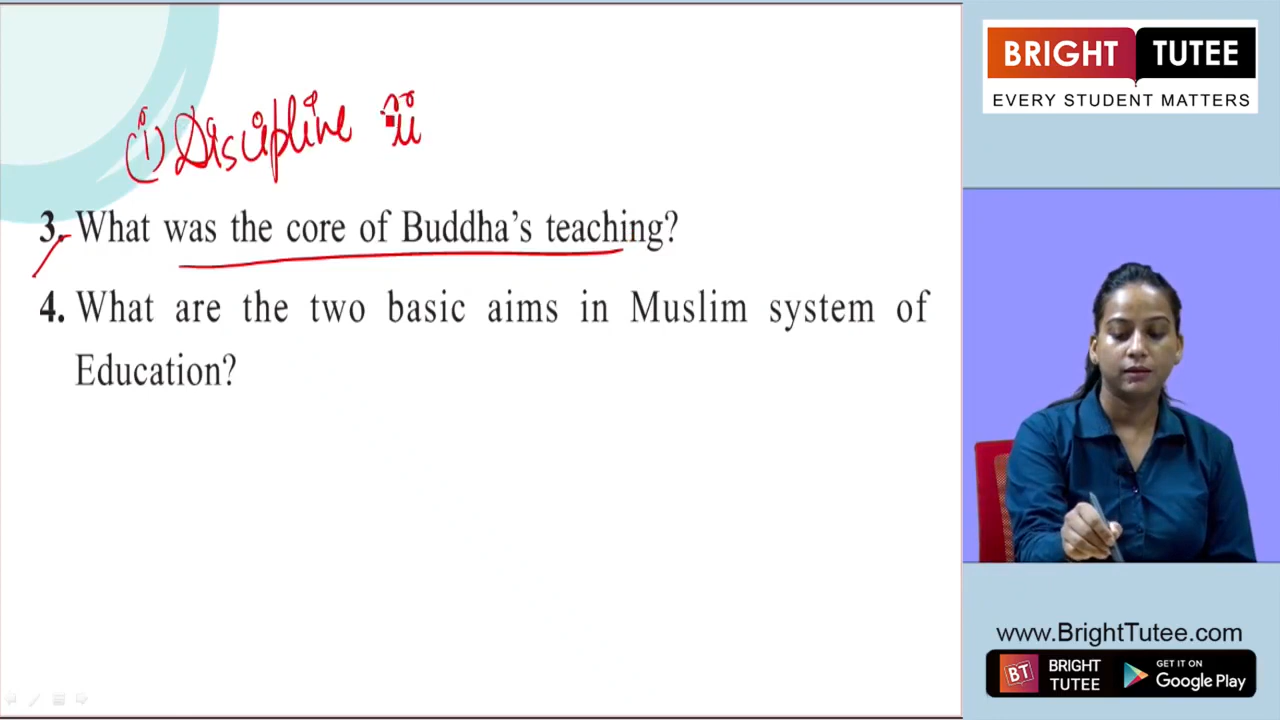 BRIGHT TUTEE
EVERY STUDENT MATTERS
(i) Discipline ii
3. What was the core of Buddha’s teaching?
4. What are the two basic aims in Muslim system of
Education?
www.BrightTutee.com
BT BRIGHT TUTEE
GET IT ON
Google Play